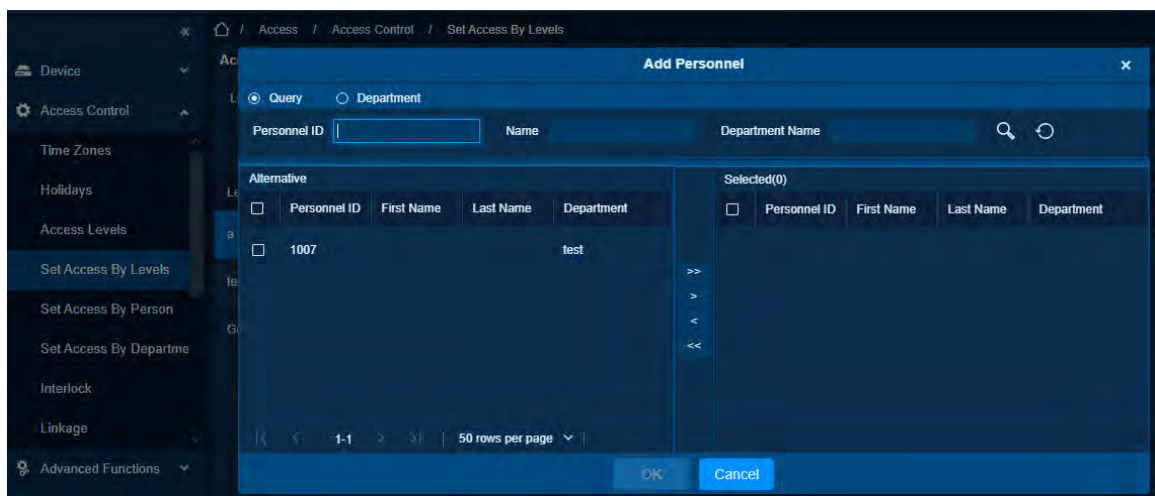 « / Access / Access Control / Set Access By Levels
Device
Access Control
Time Zones
Holidays
Access Levels
Set Access By Levels
Set Access By Person
Set Access By Departme
Interlock
Linkage
Advanced Functions
Ac
L
Le
a
te
G
Add Personnel ×
Query Department
Personnel ID Name Department Name
Alternative Selected(0)
Personnel ID First Name Last Name Department Personnel ID First Name Last Name Department
1007 test
>>
>
<
<<
|< < 1-1 > >| 50 rows per page
OK Cancel